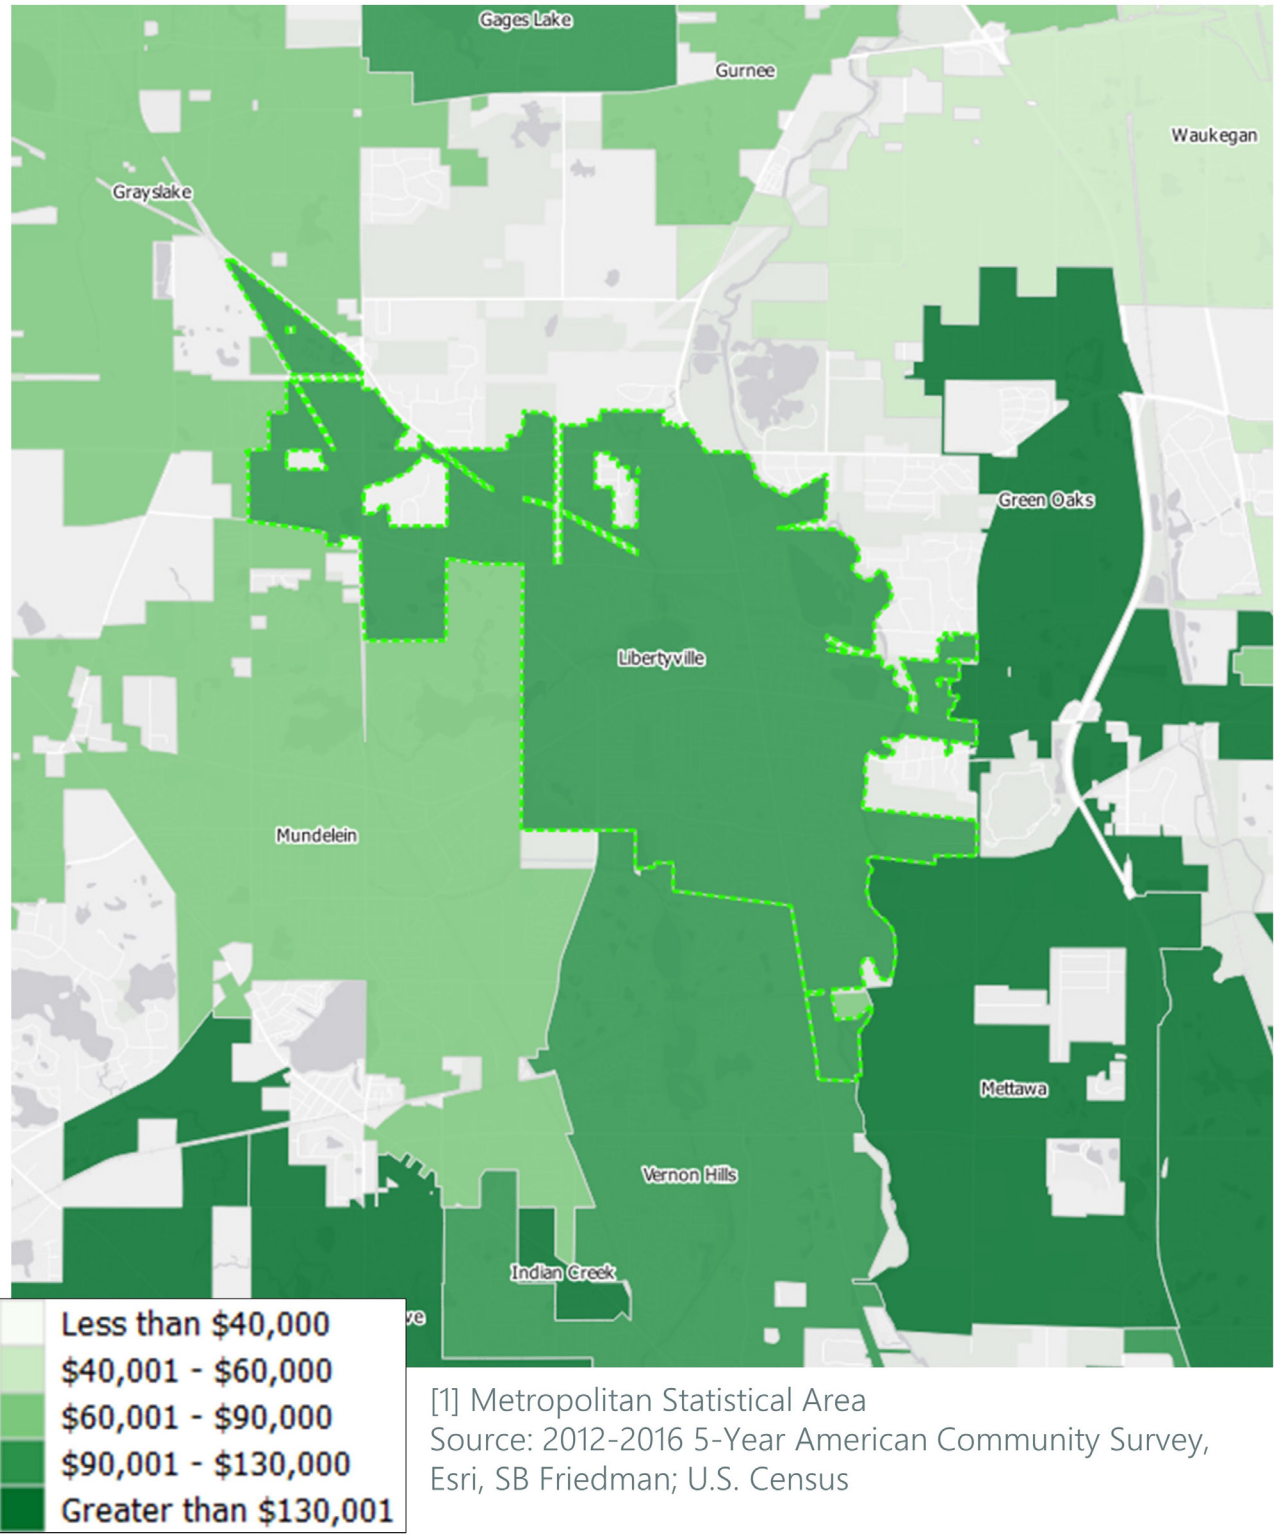 Gages Lake
Gurnee
Waukegan
Grayslake
Green Oaks
Libertyville
Mundelein
Mettawa
Vernon Hills
Indian Creek
ve
Less than $40,000
$40,001 - $60,000
$60,001 - $90,000
$90,001 - $130,000
Greater than $130,001
[1] Metropolitan Statistical Area
Source: 2012-2016 5-Year American Community Survey,
Esri, SB Friedman; U.S. Census